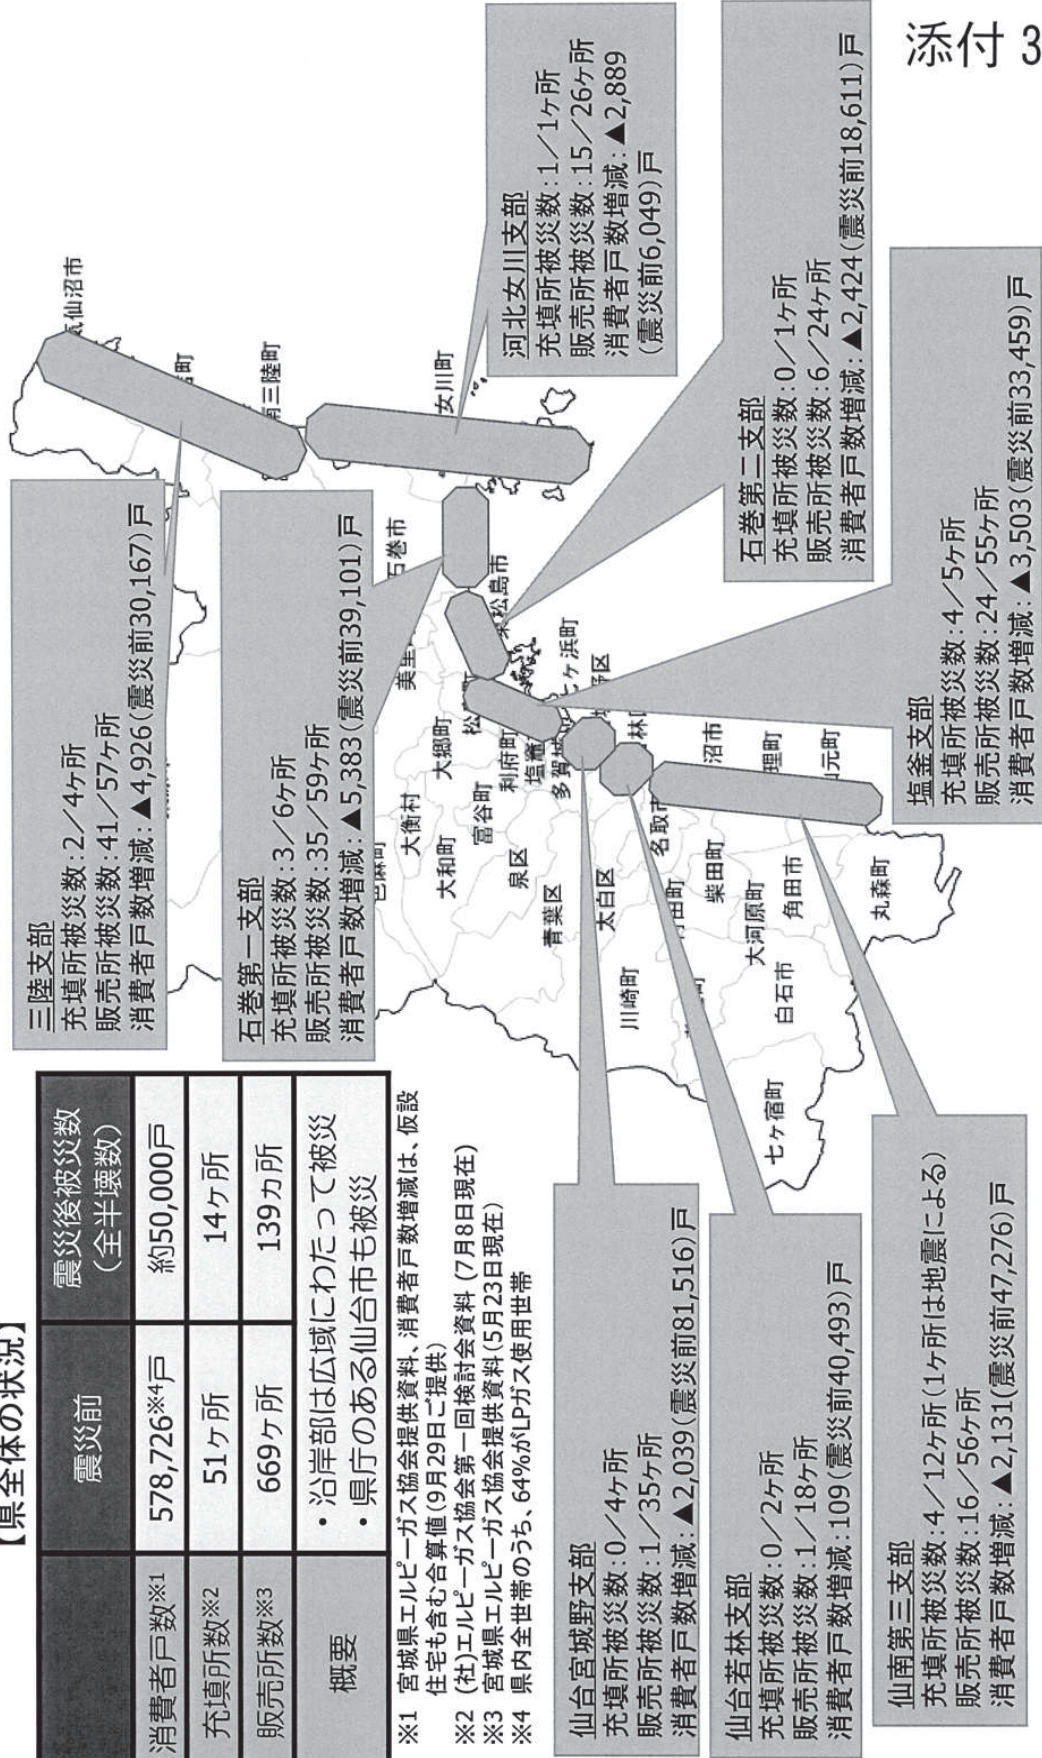 添付3
【県全体の状況】
震災前
震災後被災数
（全半壊数）
消費者戸数※1
578,726※4戸
約50,000戸
充填所数※2
51ヶ所
14ヶ所
販売所数※3
669ヶ所
139カ所
概要
・沿岸部は広域にわたって被災
・県庁のある仙台市も被災
※1 宮城県エルピーガス協会提供資料、消費者戸数増減は、仮設
住宅も含む合算値(9月29日ご提供)
※2 (社)エルピーガス協会第一回検討会資料 (7月8日現在)
※3 宮城県エルピーガス協会提供資料(5月23日現在)
※4 県内全世帯のうち、64%がLPガス使用世帯
三陸支部
充填所被災数:2/4ヶ所
販売所被災数:41/57ヶ所
消費者戸数増減:▲4,926(震災前30,167)戸
石巻第一支部
充填所被災数:3/6ヶ所
販売所被災数:35/59ヶ所
消費者戸数増減:▲5,383(震災前39,101)戸
河北女川支部
充填所被災数:1/1ヶ所
販売所被災数:15/26ヶ所
消費者戸数増減:▲2,889
(震災前6,049)戸
石巻第二支部
充填所被災数:0/1ヶ所
販売所被災数:6/24ヶ所
消費者戸数増減:▲2,424(震災前18,611)戸
塩釜支部
充填所被災数:4/5ヶ所
販売所被災数:24/55ヶ所
消費者戸数増減:▲3,503(震災前33,459)戸
仙台宮城野支部
充填所被災数:0/4ヶ所
販売所被災数:1/35ヶ所
消費者戸数増減:▲2,039(震災前81,516)戸
仙台若林支部
充填所被災数:0/2ヶ所
販売所被災数:1/18ヶ所
消費者戸数増減:109(震災前40,493)戸
仙南第三支部
充填所被災数:4/12ヶ所(1ヶ所は地震による)
販売所被災数:16/56ヶ所
消費者戸数増減:▲2,131(震災前47,276)戸
気仙沼市
南三陸町
女川町
石巻市
東松島市
大郷町
大衡村
大和町
富谷町
利府町
塩竈
多賀城
七ヶ浜町
泉区
青葉区
太白区
名取市
沼市
理町
元町
川崎町
村田町
柴田町
大河原町
角田市
白石市
丸森町
七ヶ宿町